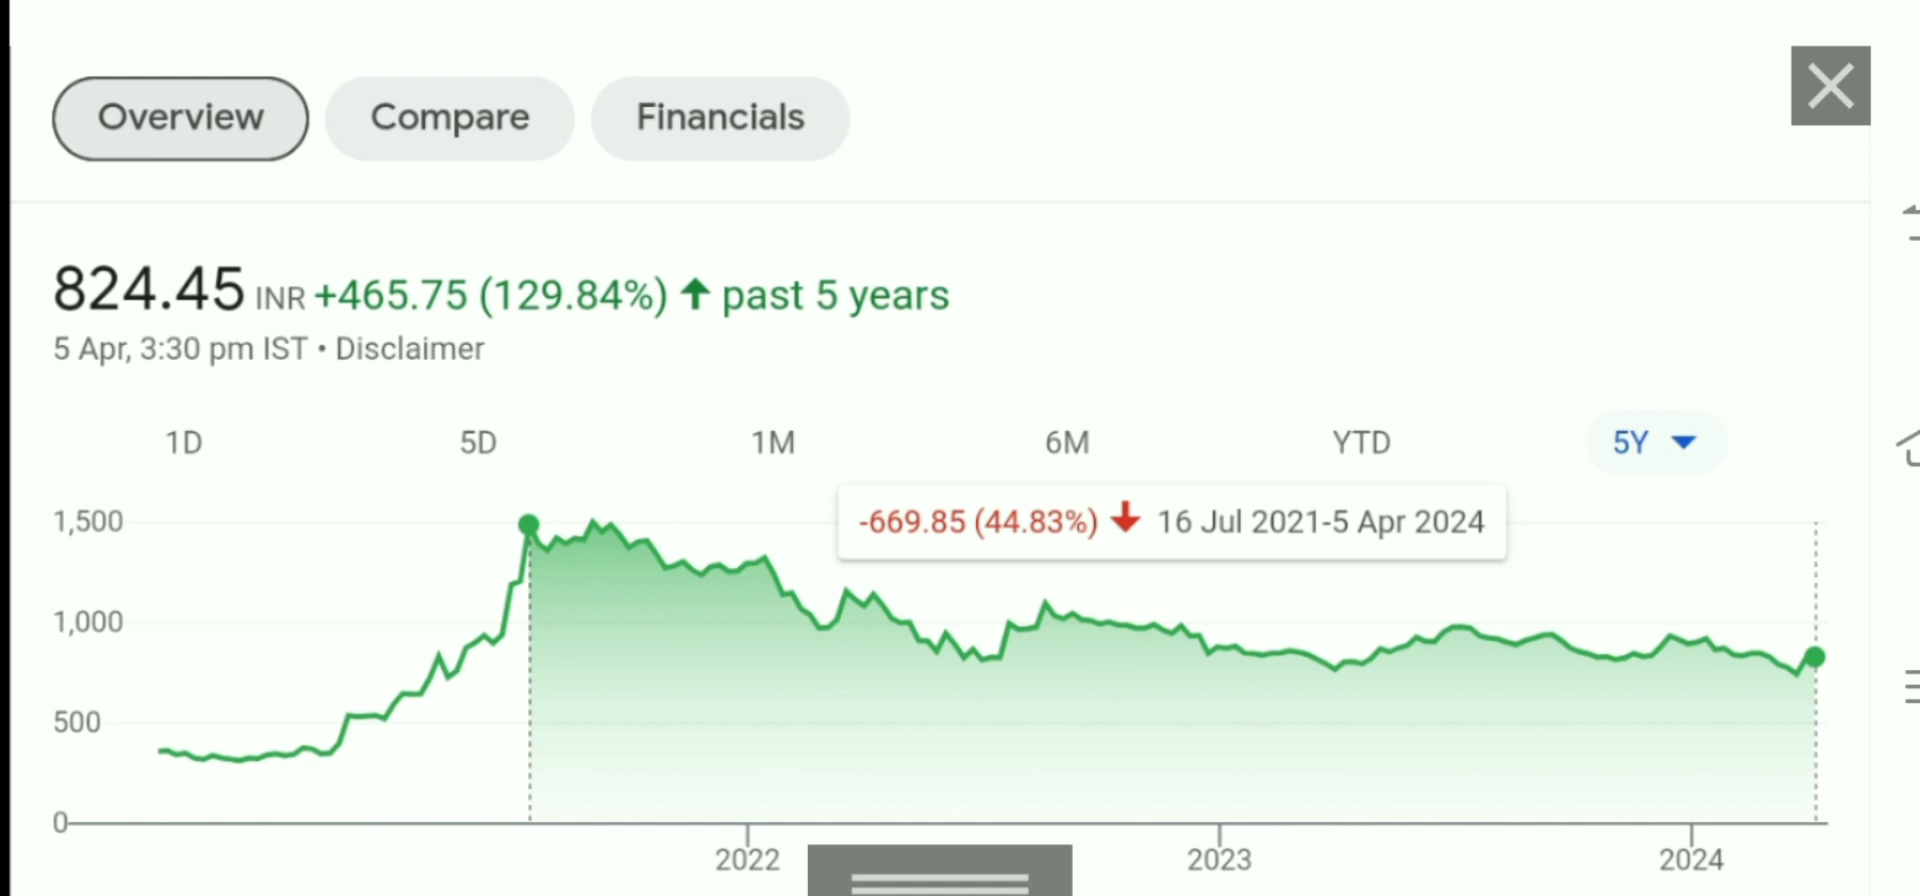 Overview Compare Financials
824.45 INR +465.75 (129.84%) ↑ past 5 years
5 Apr, 3:30 pm IST • Disclaimer
1D 5D 1M 6M YTD 5Y
-669.85 (44.83%) ↓ 16 Jul 2021-5 Apr 2024
1,500
1,000
500
0
2022 2023 2024